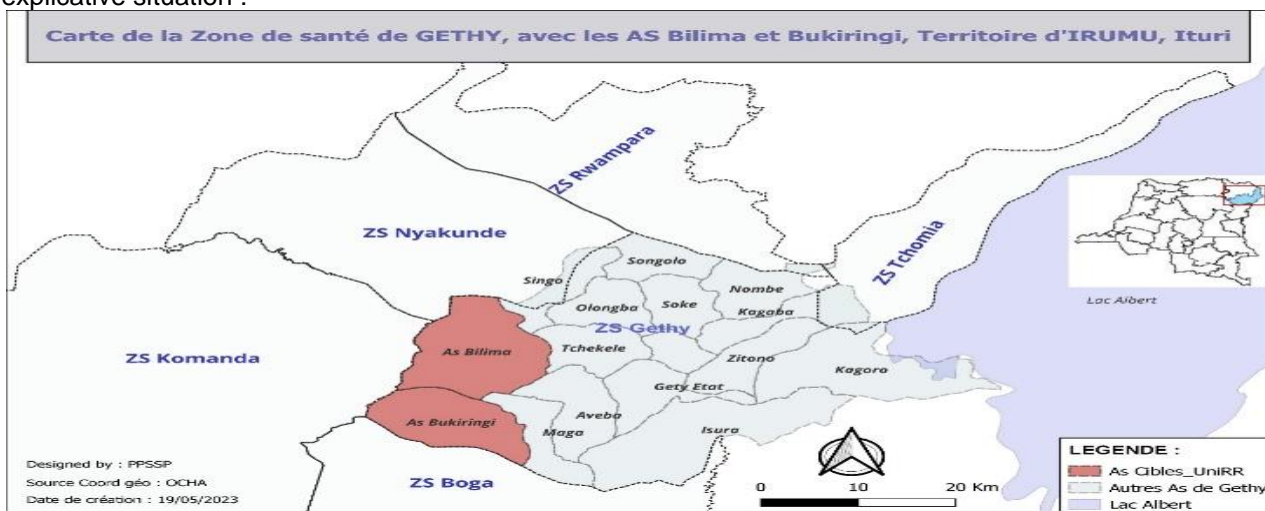 explicative situation :
Carte de la Zone de santé de GETHY, avec les AS Bilima et Bukiringi, Territoire d'IRUMU, Ituri
ZS Rwampara
ZS Nyakunde
ZS Tchomia
Songolo
Singo
Nombe
Olongba
Soke
Kagaba
Lac Albert
ZS Gethy
ZS Komanda
As Bilima
Tchekele
Zitono
Kagoro
Gety Etat
As Bukiringi
Aveba
Maga
Isura
Designed by : PPSSP
Source Coord géo : OCHA
Date de création : 19/05/2023
ZS Boga
0 10 20 Km
LEGENDE :
As Cibles_UniRR
Autres As de Gethy
Lac Albert